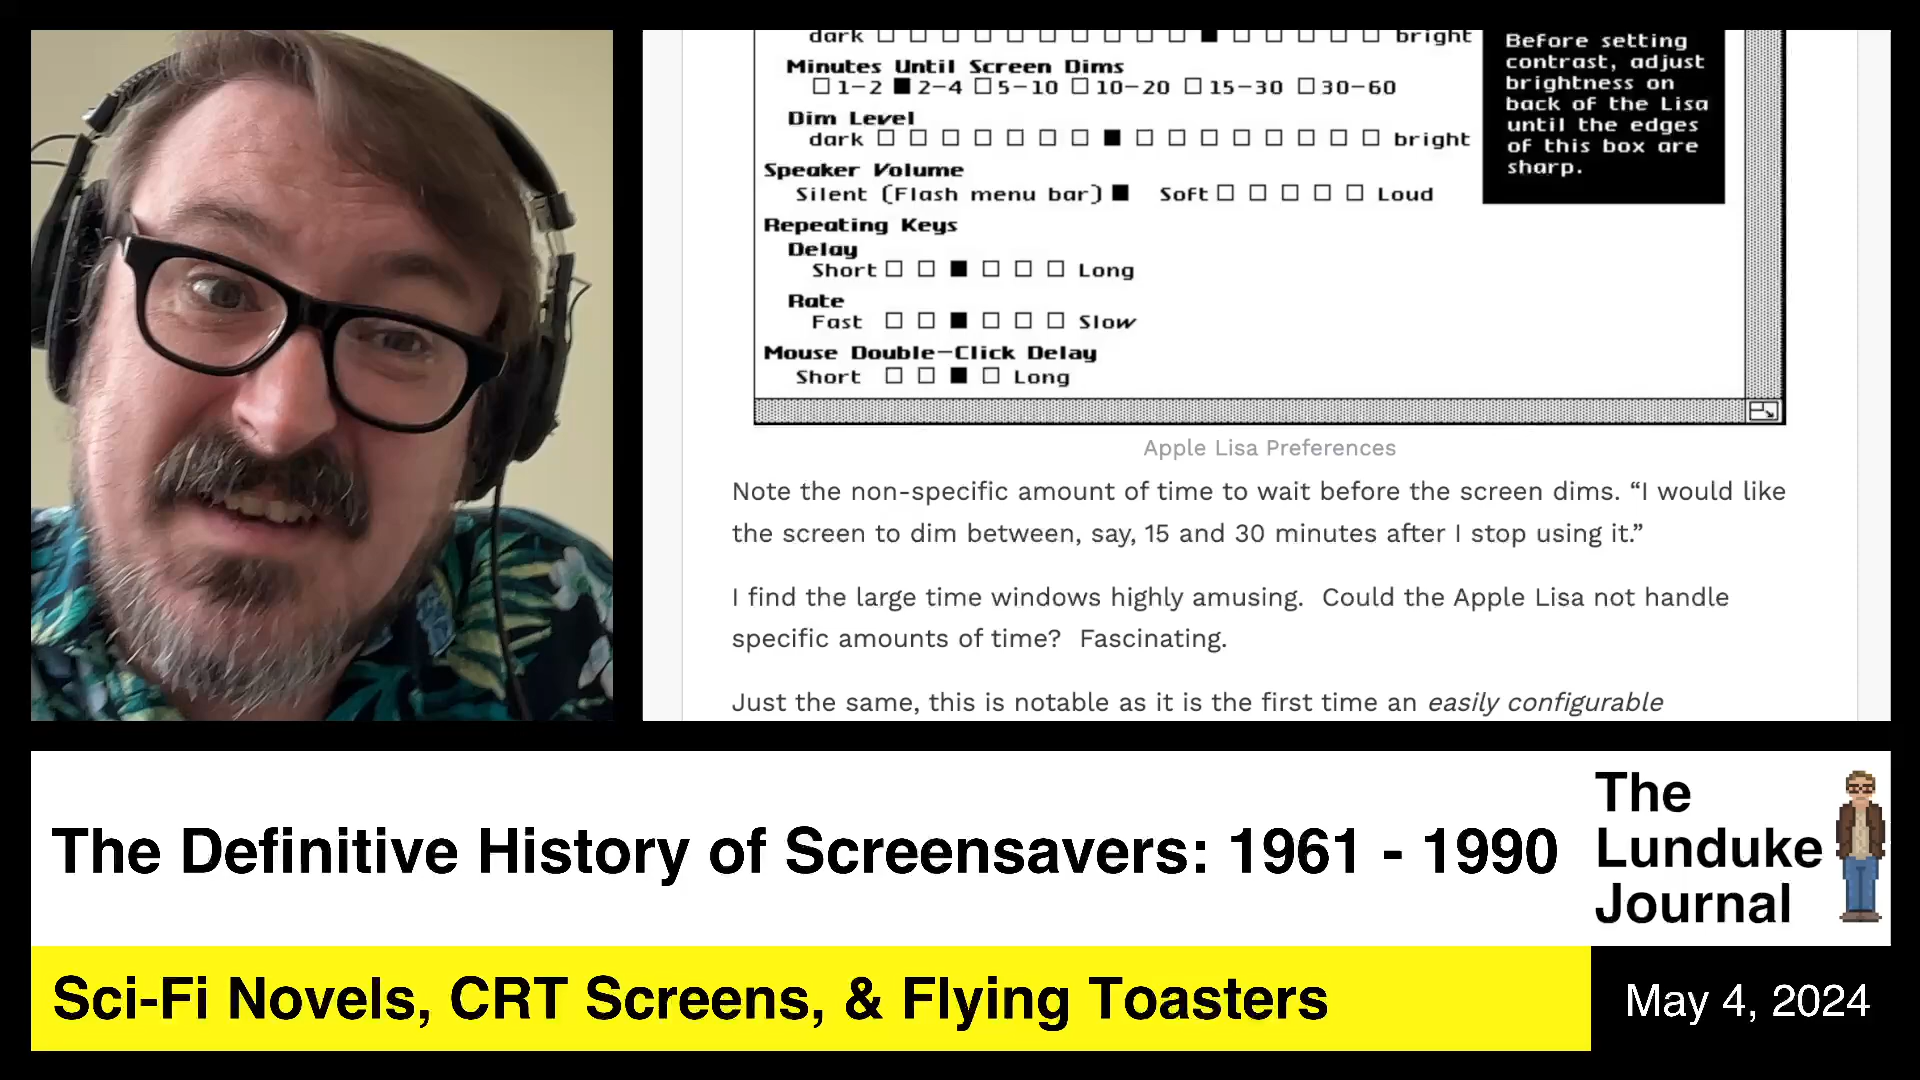 dark bright
Minutes Until Screen Dims
1-2 2-4 5-10 10-20 15-30 30-60
Dim Level
dark bright
Speaker Volume
Silent (Flash menu bar) Soft Loud
Repeating Keys
Delay
Short Long
Rate
Fast Slow
Mouse Double-Click Delay
Short Long
Before setting
contrast, adjust
brightness on
back of the Lisa
until the edges
of this box are
sharp.
Apple Lisa Preferences
Note the non-specific amount of time to wait before the screen dims. “I would like
the screen to dim between, say, 15 and 30 minutes after I stop using it.”
I find the large time windows highly amusing. Could the Apple Lisa not handle
specific amounts of time? Fascinating.
Just the same, this is notable as it is the first time an easily configurable
The Definitive History of Screensavers: 1961 - 1990
The
Lunduke
Journal
Sci-Fi Novels, CRT Screens, & Flying Toasters
May 4, 2024